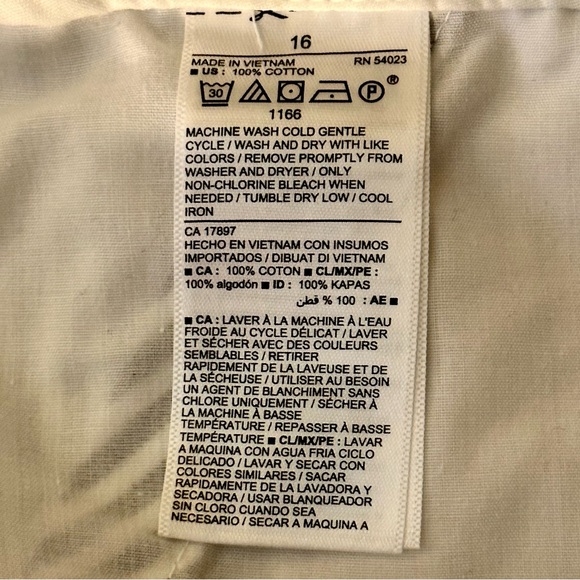 16
MADE IN VIETNAM RN 54023
■ US : 100% COTTON
30 P ®
1166
MACHINE WASH COLD GENTLE
CYCLE / WASH AND DRY WITH LIKE
COLORS / REMOVE PROMPTLY FROM
WASHER AND DRYER / ONLY
NON-CHLORINE BLEACH WHEN
NEEDED / TUMBLE DRY LOW / COOL
IRON
CA 17897
HECHO EN VIETNAM CON INSUMOS
IMPORTADOS / DIBUAT DI VIETNAM
■ CA : 100% COTON ■ CL/MX/PE :
100% algodón ■ ID : 100% KAPAS
■ AE : 100 % قطن
■ CA : LAVER À LA MACHINE À L'EAU
FROIDE AU CYCLE DÉLICAT / LAVER
ET SÉCHER AVEC DES COULEURS
SEMBLABLES / RETIRER
RAPIDEMENT DE LA LAVEUSE ET DE
LA SÉCHEUSE / UTILISER AU BESOIN
UN AGENT DE BLANCHIMENT SANS
CHLORE UNIQUEMENT / SÉCHER À
LA MACHINE À BASSE
TEMPÉRATURE / REPASSER À BASSE
TEMPÉRATURE ■ CL/MX/PE : LAVAR
A MAQUINA CON AGUA FRIA CICLO
DELICADO / LAVAR Y SECAR CON
COLORES SIMILARES / SACAR
RAPIDAMENTE DE LA LAVADORA Y
SECADORA / USAR BLANQUEADOR
SIN CLORO CUANDO SEA
NECESARIO / SECAR A MAQUINA A